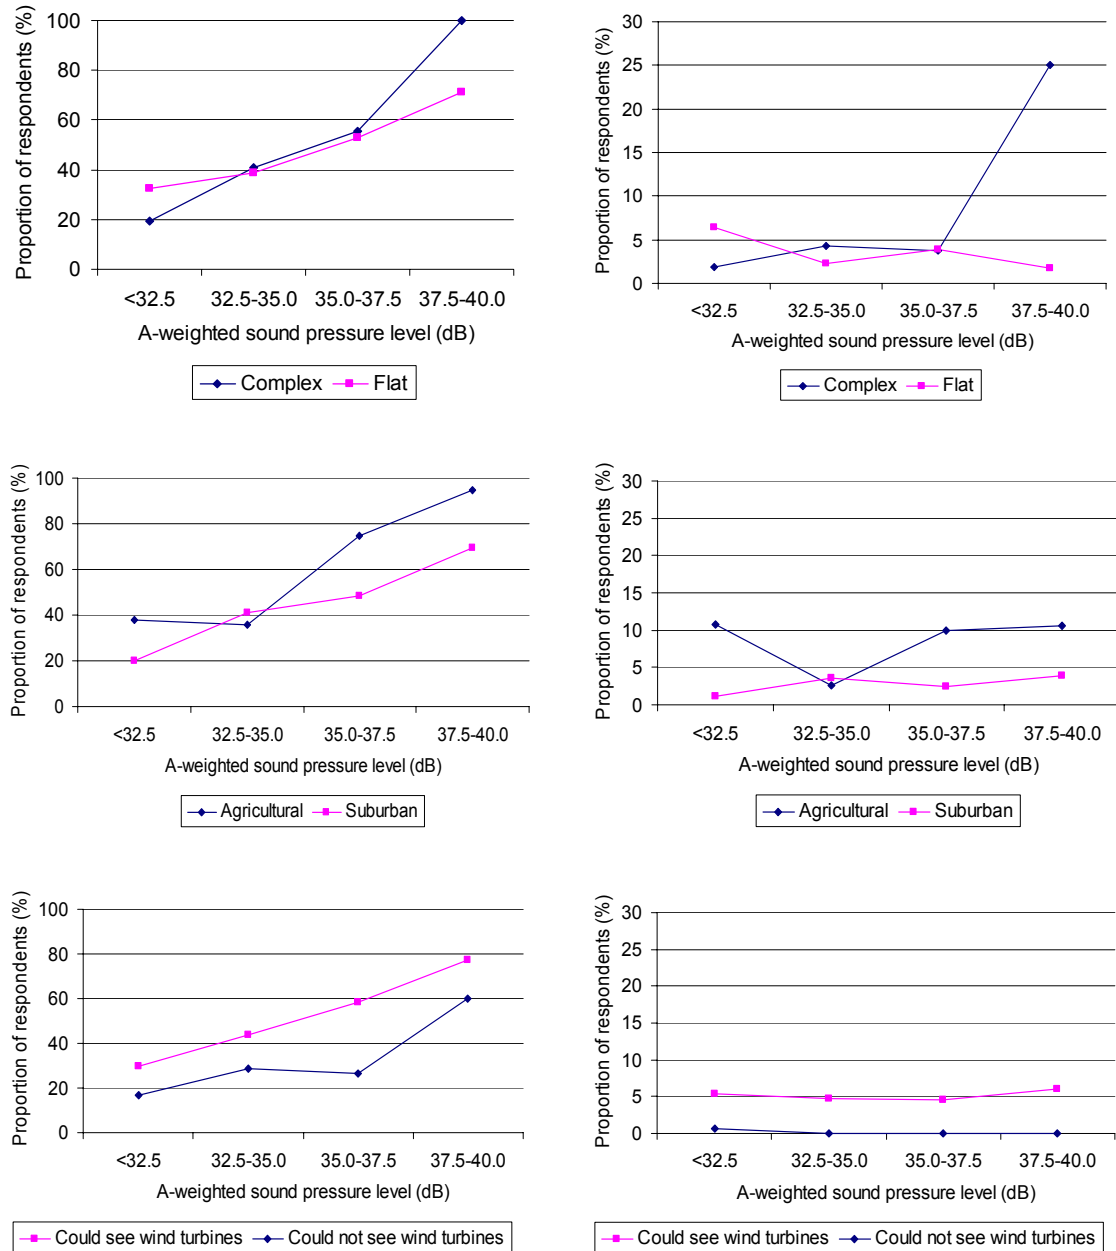 Proportion of respondents (%)
100
80
60
40
20
0
<32.5 32.5-35.0 35.0-37.5 37.5-40.0
A-weighted sound pressure level (dB)
Complex Flat
Proportion of respondents (%)
30
25
20
15
10
5
0
<32.5 32.5-35.0 35.0-37.5 37.5-40.0
A-weighted sound pressure level (dB)
Complex Flat
Proportion of respondents (%)
100
80
60
40
20
0
<32.5 32.5-35.0 35.0-37.5 37.5-40.0
A-weighted sound pressure level (dB)
Agricultural Suburban
Proportion of respondents (%)
30
25
20
15
10
5
0
<32.5 32.5-35.0 35.0-37.5 37.5-40.0
A-weighted sound pressure level (dB)
Agricultural Suburban
Proportion of respondents (%)
100
80
60
40
20
0
<32.5 32.5-35.0 35.0-37.5 37.5-40.0
A-weighted sound pressure level (dB)
Could see wind turbines Could not see wind turbines
Proportion of respondents (%)
30
25
20
15
10
5
0
<32.5 32.5-35.0 35.0-37.5 37.5-40.0
A-weighted sound pressure level (dB)
Could see wind turbines Could not see wind turbines